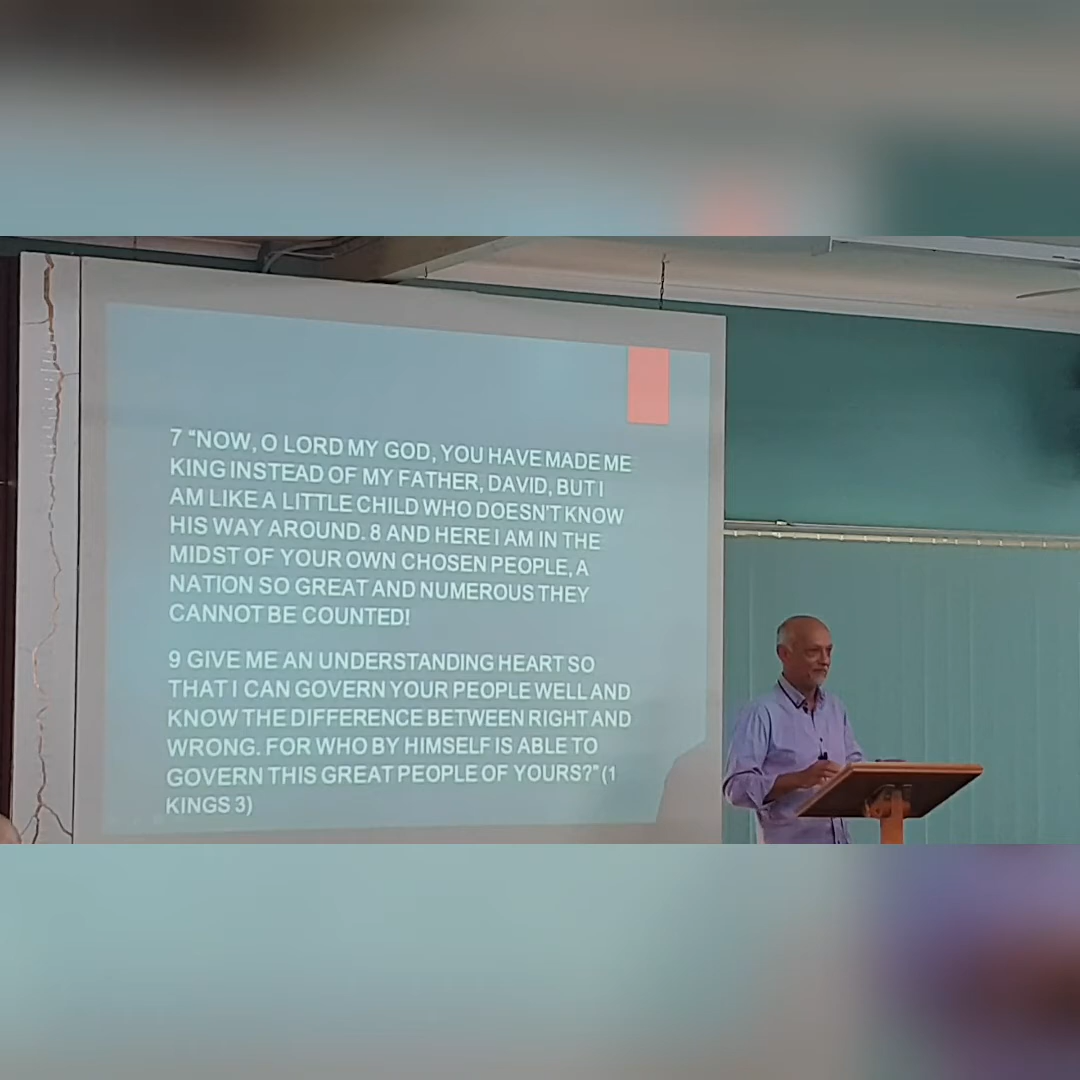 7 “NOW, O LORD MY GOD, YOU HAVE MADE ME
KING INSTEAD OF MY FATHER, DAVID, BUT I
AM LIKE A LITTLE CHILD WHO DOESN'T KNOW
HIS WAY AROUND. 8 AND HERE I AM IN THE
MIDST OF YOUR OWN CHOSEN PEOPLE, A
NATION SO GREAT AND NUMEROUS THEY
CANNOT BE COUNTED!
9 GIVE ME AN UNDERSTANDING HEART SO
THAT I CAN GOVERN YOUR PEOPLE WELL AND
KNOW THE DIFFERENCE BETWEEN RIGHT AND
WRONG. FOR WHO BY HIMSELF IS ABLE TO
GOVERN THIS GREAT PEOPLE OF YOURS?” (1
KINGS 3)